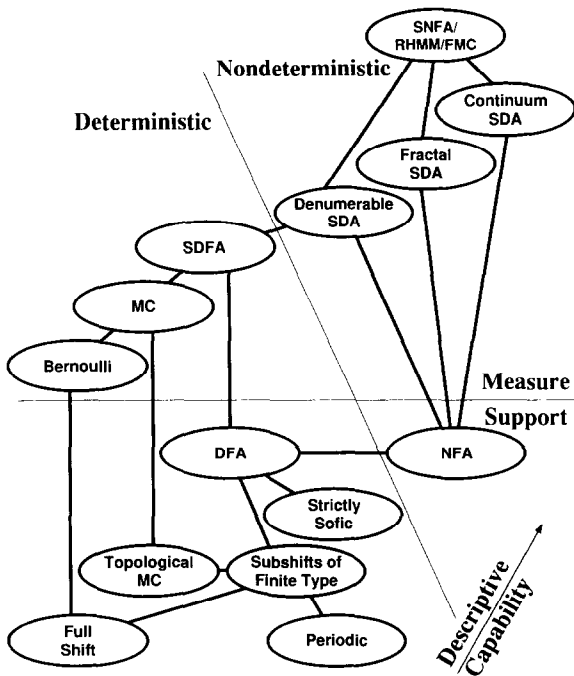 SNFA/
RHMM/FMC
Nondeterministic
Continuum
SDA
Deterministic
Fractal
SDA
Denumerable
SDA
SDFA
MC
Bernoulli
Measure
Support
DFA
NFA
Strictly
Sofic
Topological
MC
Subshifts of
Finite Type
Full
Shift
Periodic
Descriptive
Capability